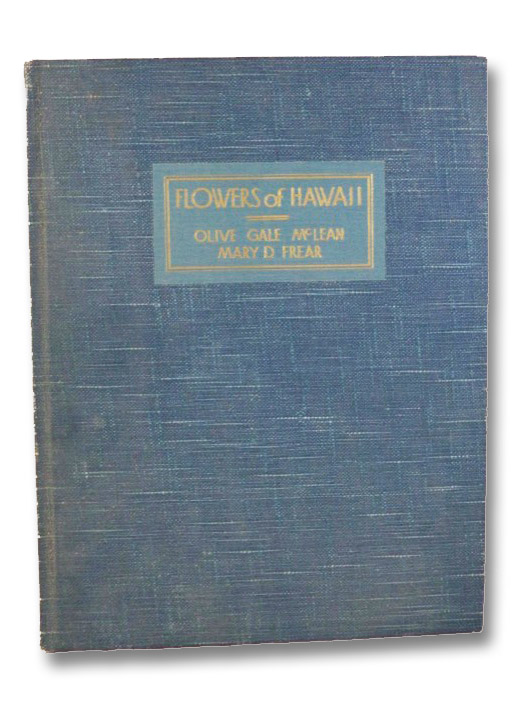 FLOWERS of HAWAII
OLIVE GALE McLEAN
MARY D. FREAR